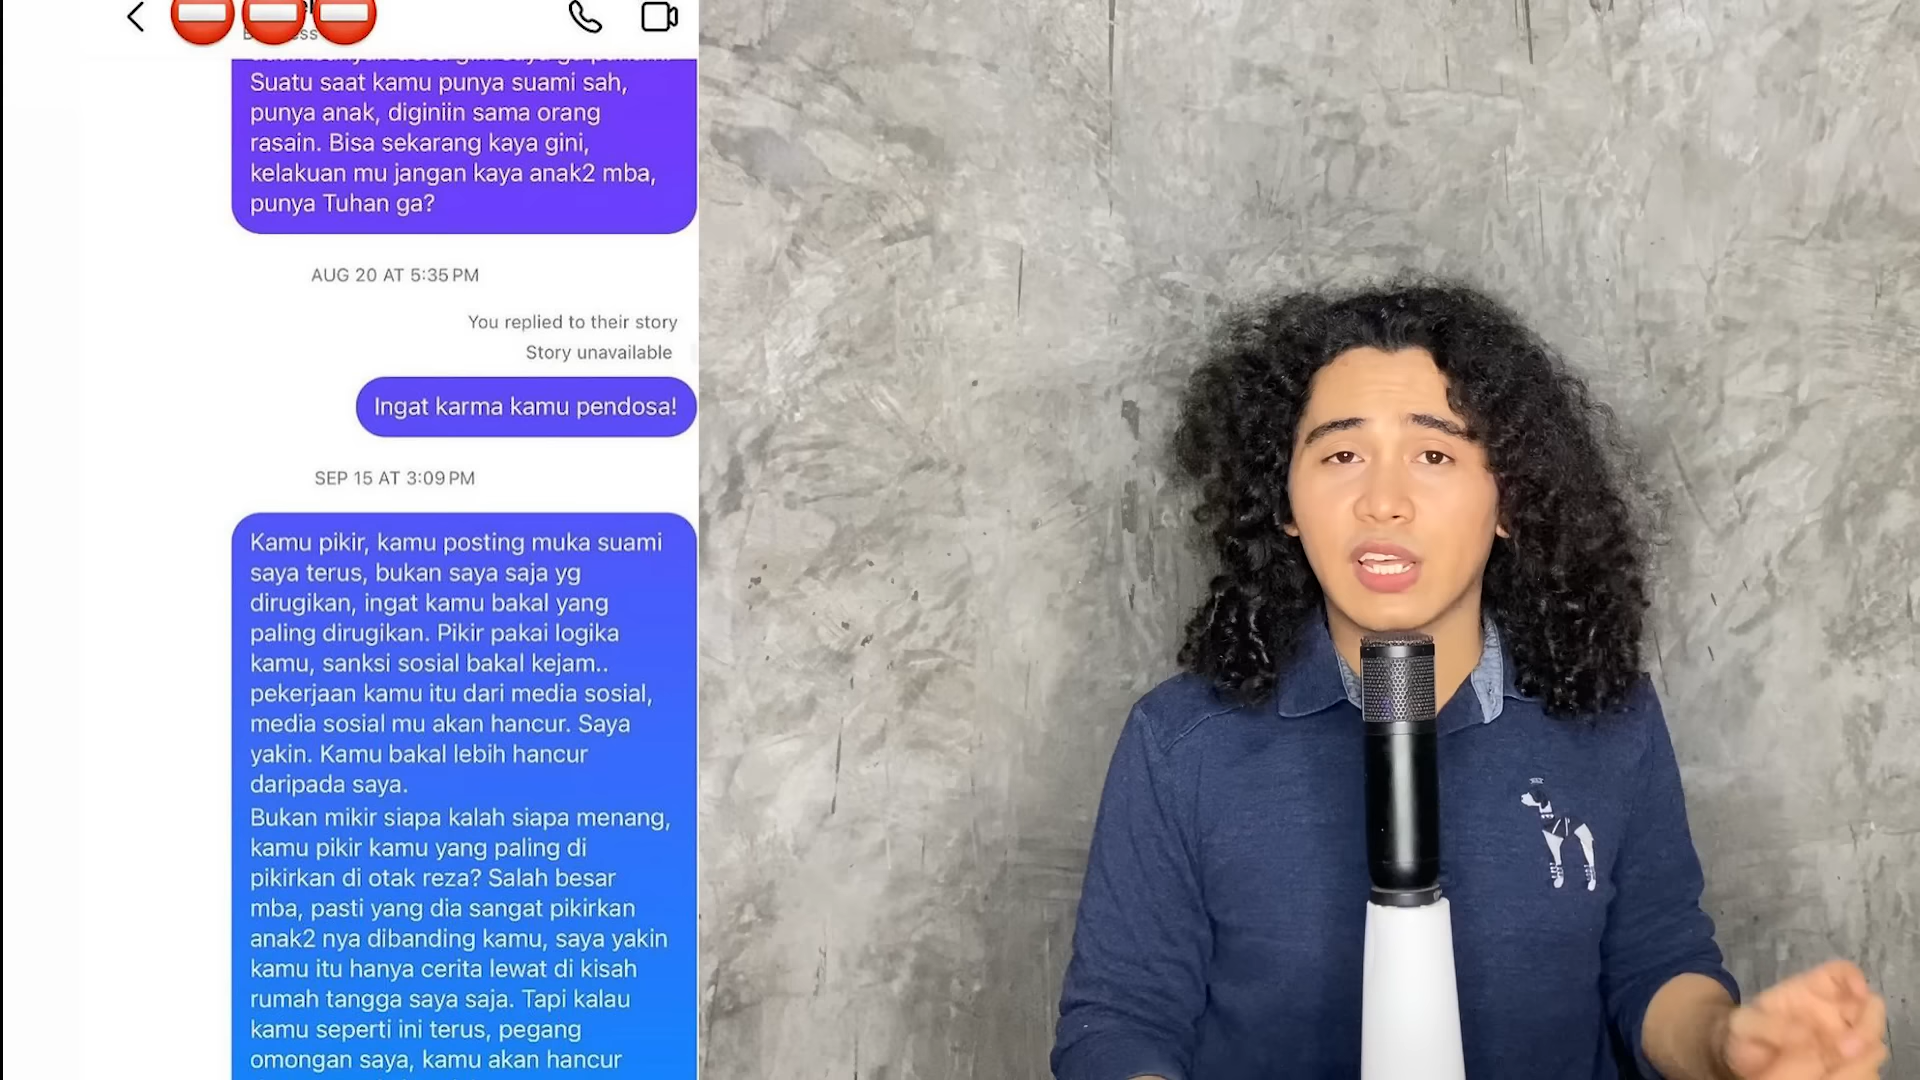 Suatu saat kamu punya suami sah,
punya anak, diginiin sama orang
rasain. Bisa sekarang kaya gini,
kelakuan mu jangan kaya anak2 mba,
punya Tuhan ga?
AUG 20 AT 5:35 PM
You replied to their story
Story unavailable
Ingat karma kamu pendosa!
SEP 15 AT 3:09 PM
Kamu pikir, kamu posting muka suami
saya terus, bukan saya saja yg
dirugikan, ingat kamu bakal yang
paling dirugikan. Pikir pakai logika
kamu, sanksi sosial bakal kejam..
pekerjaan kamu itu dari media sosial,
media sosial mu akan hancur. Saya
yakin. Kamu bakal lebih hancur
daripada saya.
Bukan mikir siapa kalah siapa menang,
kamu pikir kamu yang paling di
pikirkan di otak reza? Salah besar
mba, pasti yang dia sangat pikirkan
anak2 nya dibanding kamu, saya yakin
kamu itu hanya cerita lewat di kisah
rumah tangga saya saja. Tapi kalau
kamu seperti ini terus, pegang
omongan saya, kamu akan hancur